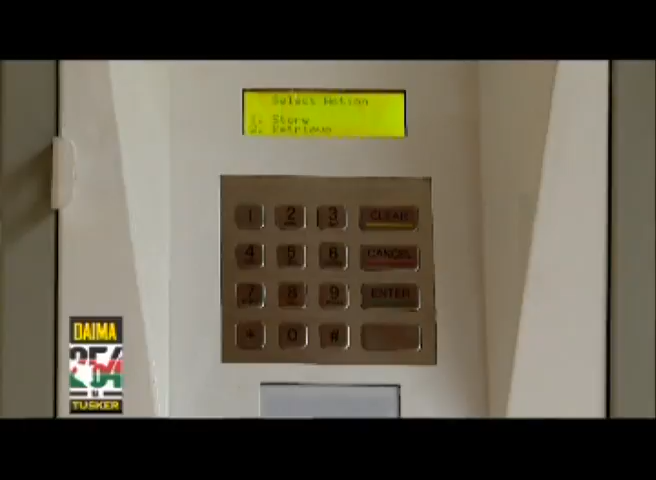 Select Action
1: Store
2: Retrieve
1 2 3 CLEAR
4 5 6 CANCEL
7 8 9 ENTER
* 0 #
DAIMA
254
TUSKER